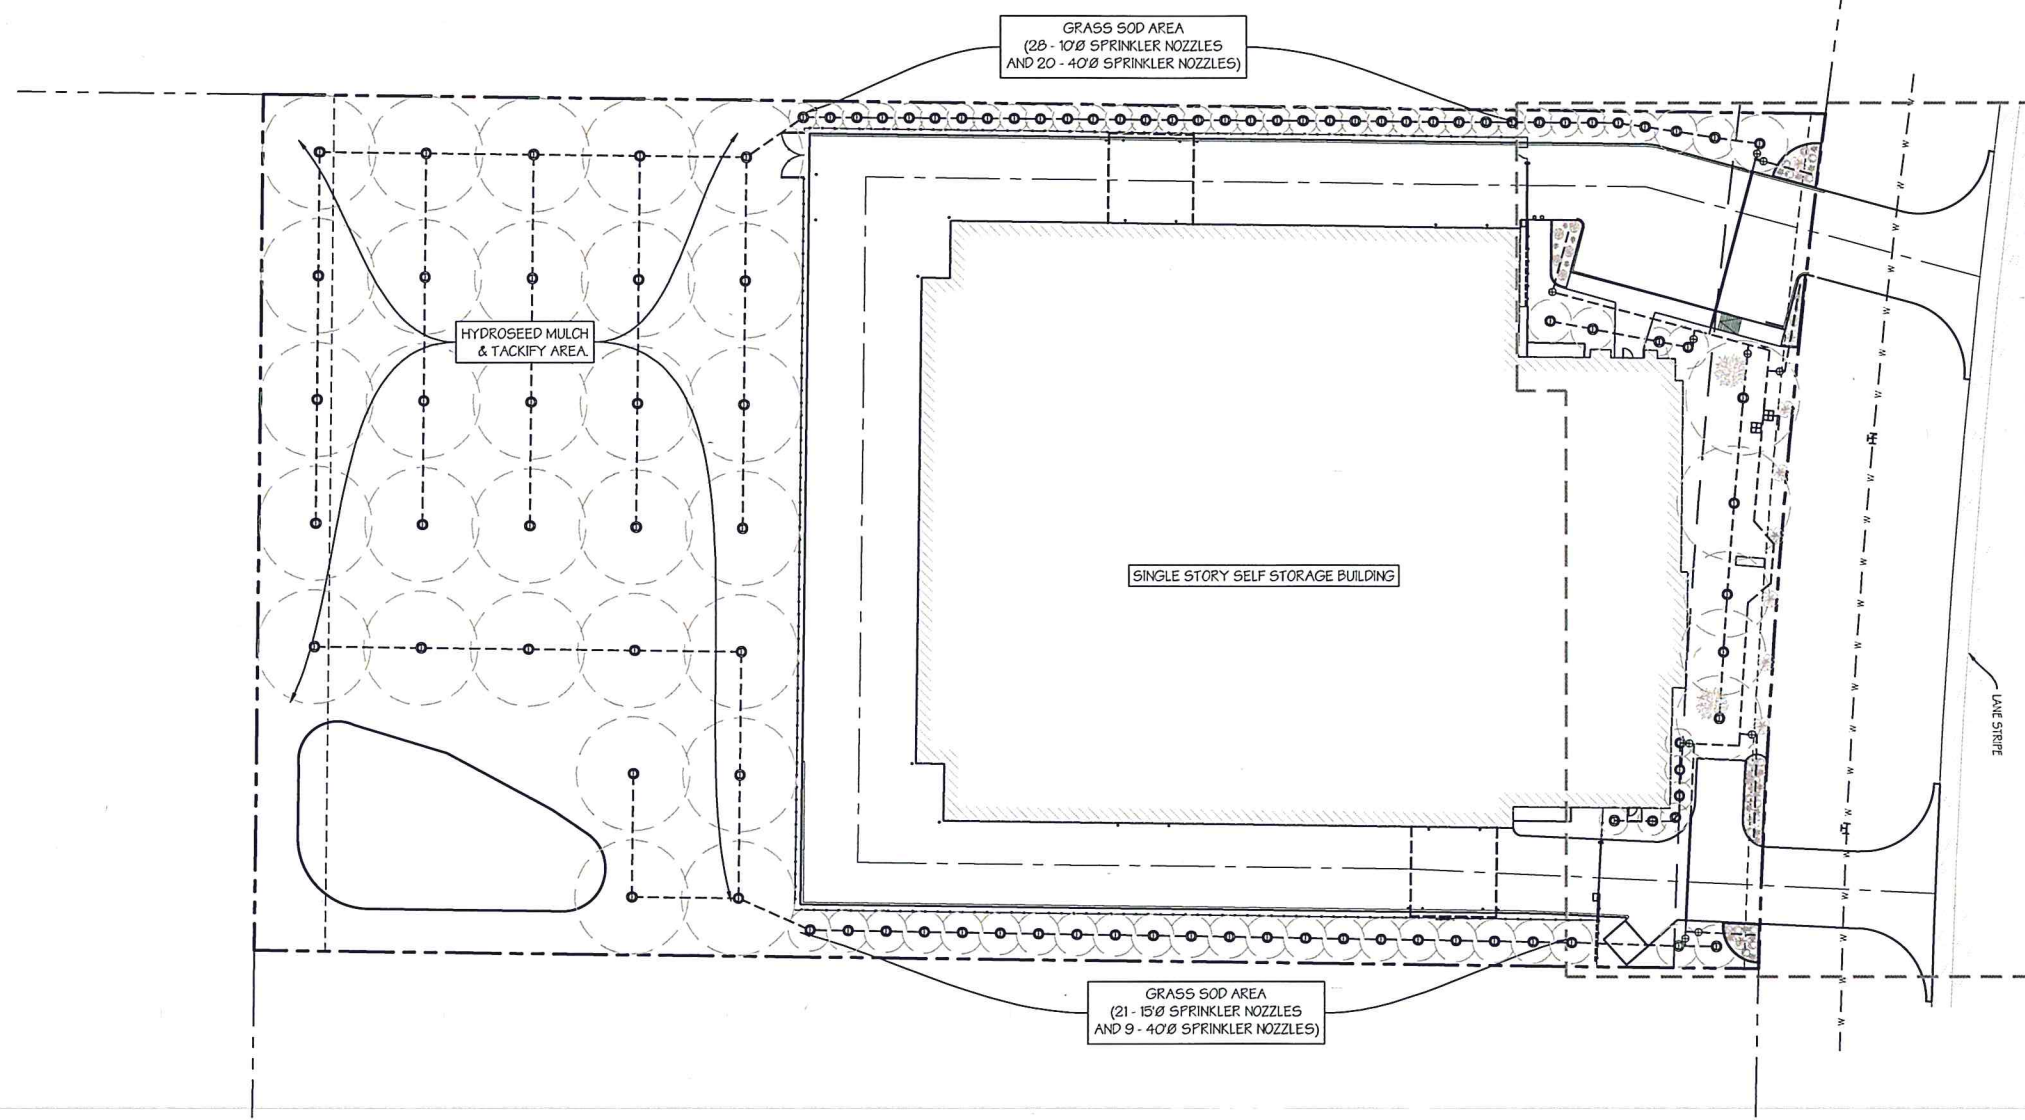 GRASS SOD AREA
(28 - 10'Ø SPRINKLER NOZZLES
AND 20 - 40'Ø SPRINKLER NOZZLES)
HYDROSEED MULCH
& TACKIFY AREA.
SINGLE STORY SELF STORAGE BUILDING
LANE STRIPE
GRASS SOD AREA
(21 - 15'Ø SPRINKLER NOZZLES
AND 9 - 40'Ø SPRINKLER NOZZLES)